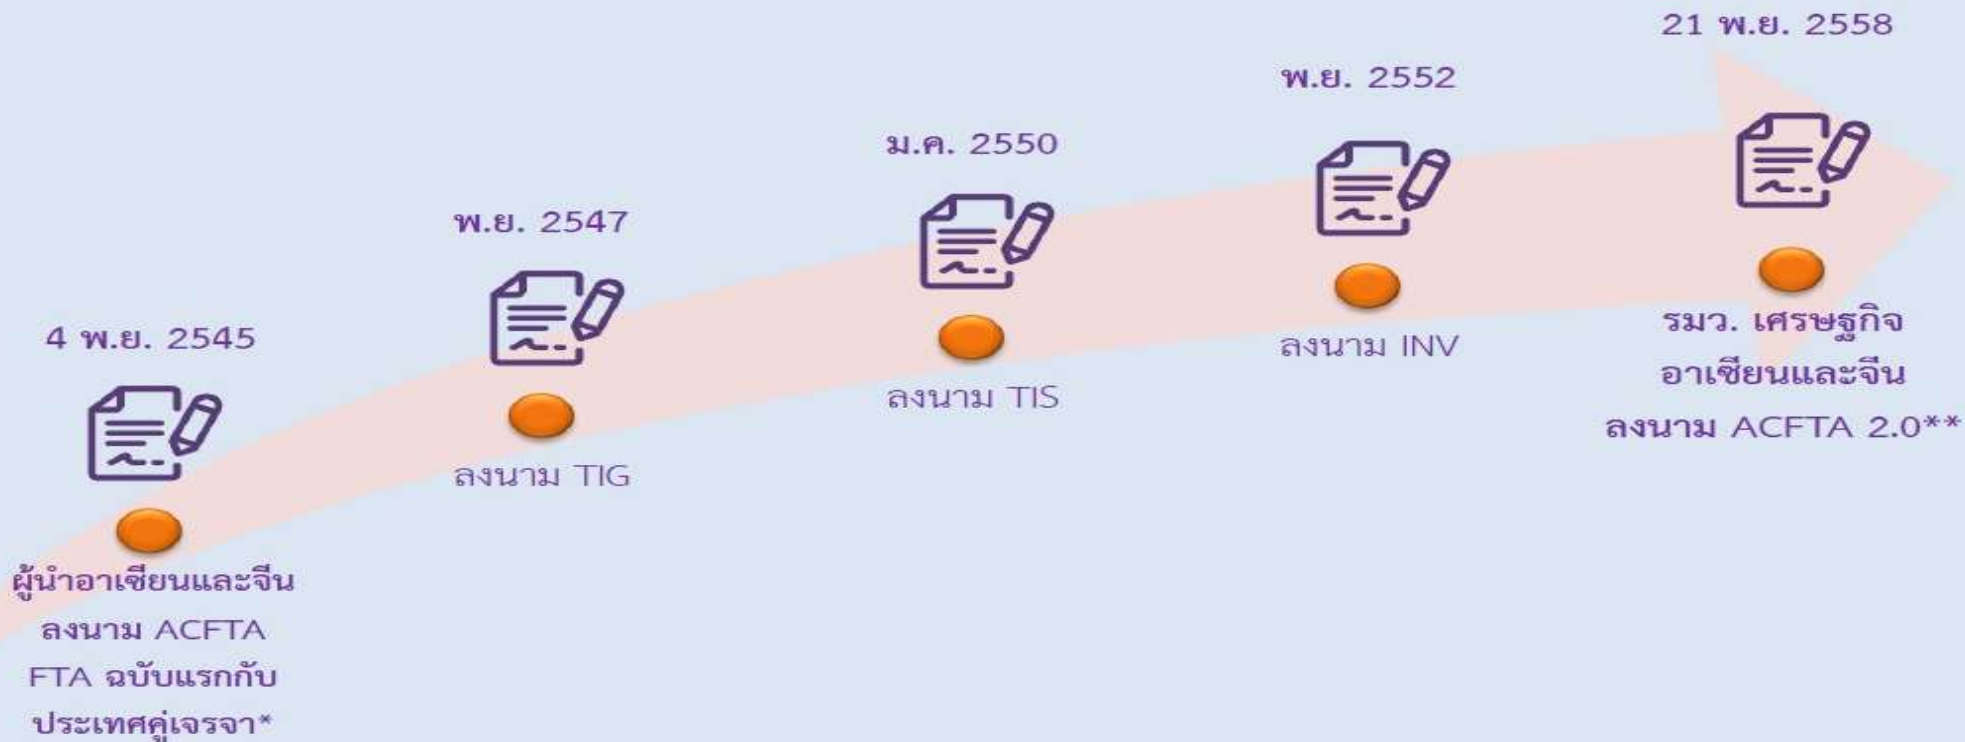 4 พ.ย. 2545
ผู้นำอาเซียนและจีน
ลงนาม ACFTA
FTA ฉบับแรกกับ
ประเทศคู่เจรจา*
พ.ย. 2547
ลงนาม TIG
ม.ค. 2550
ลงนาม TIS
พ.ย. 2552
ลงนาม INV
21 พ.ย. 2558
รมว. เศรษฐกิจ
อาเซียนและจีน
ลงนาม ACFTA 2.0**